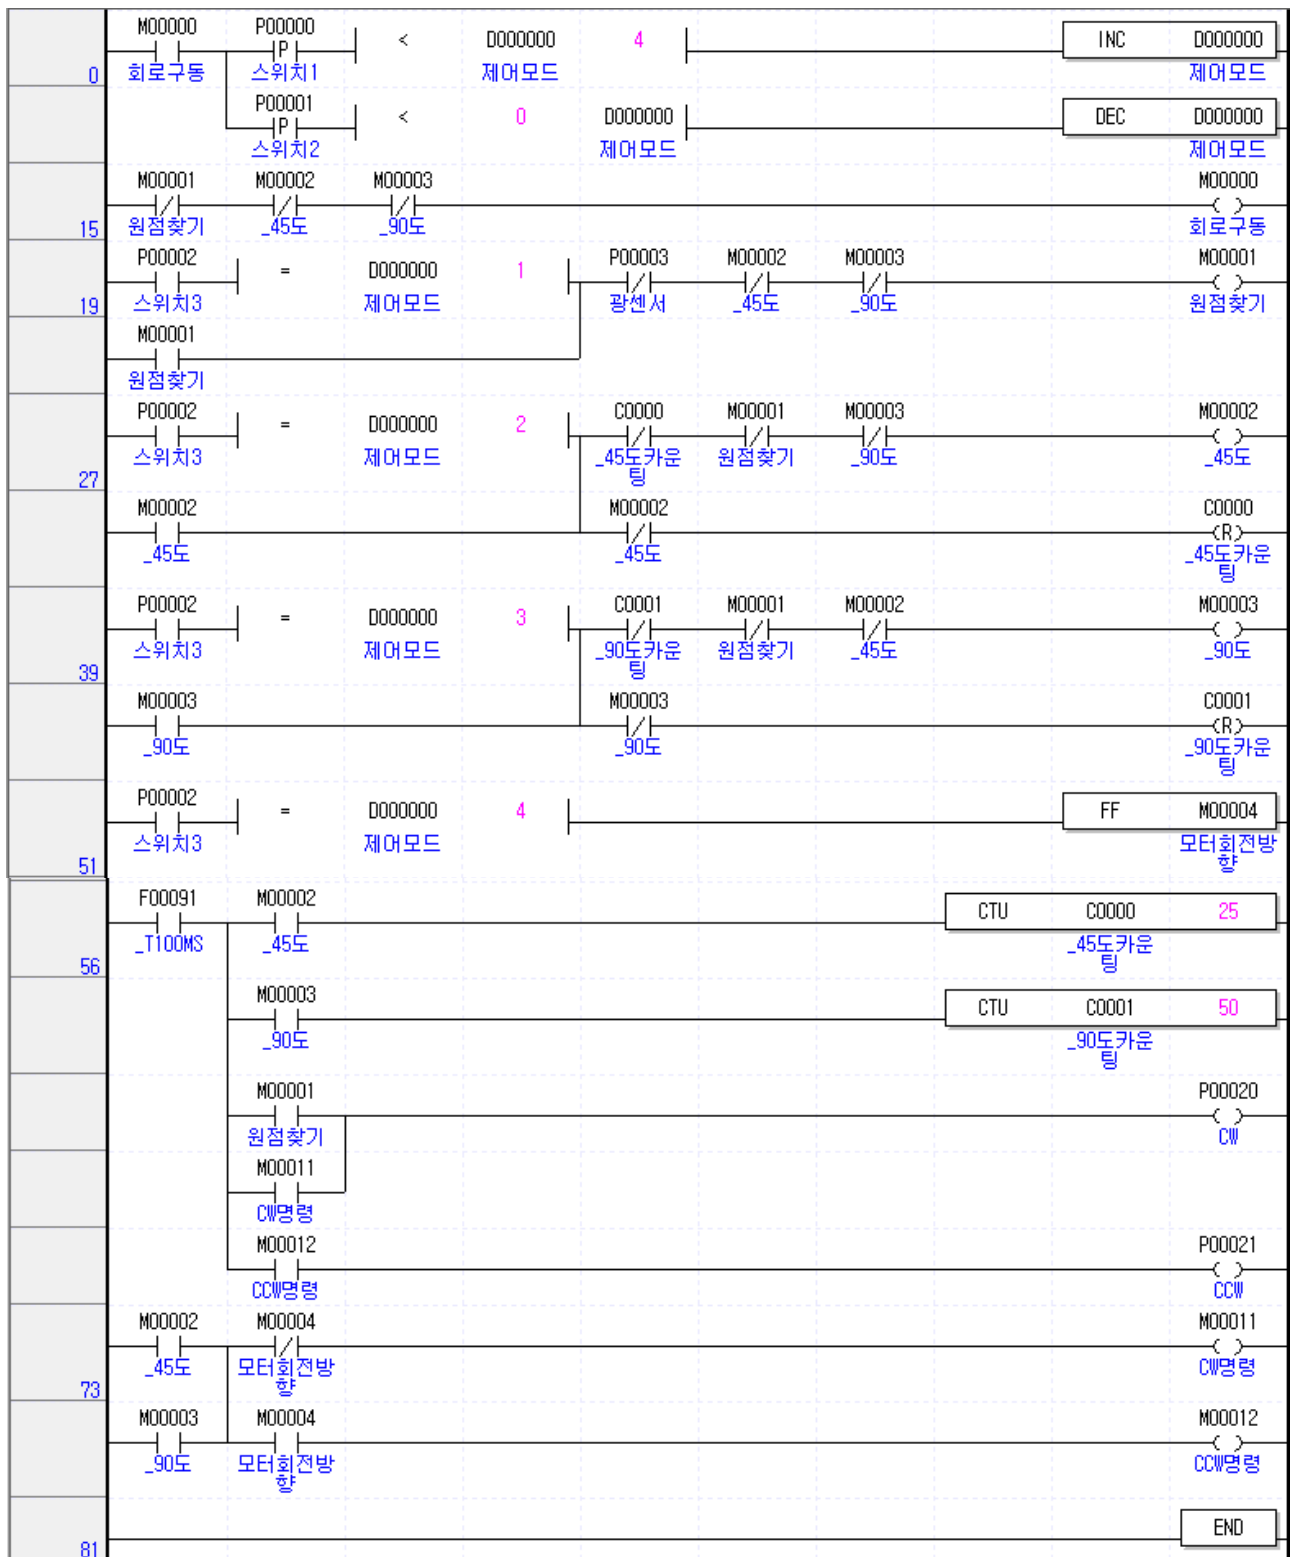 M00000 P00000
P < D000000 4 INC D000000
0 회로구동 스위치1 제어모드 제어모드
P00001
P < 0 D000000 DEC D000000
스위치2 제어모드 제어모드
M00001 M00002 M00003 M00000
15 원점찾기 _45도 _90도 회로구동
P00002 P00003 M00002 M00003 M00001
= D000000 1
19 스위치3 제어모드 광센서 _45도 _90도 원점찾기
M00001
원점찾기
P00002 C0000 M00001 M00003 M00002
= D000000 2
스위치3 제어모드 _45도카운 원점찾기 _90도 _45도
27 팅
M00002 M00002 C0000
R
_45도 _45도 _45도카운
팅
P00002 C0001 M00001 M00002 M00003
= D000000 3
스위치3 제어모드 _90도카운 원점찾기 _45도 _90도
39 팅
M00003 M00003 C0001
R
_90도 _90도 _90도카운
팅
P00002
= D000000 4 FF M00004
스위치3 제어모드 모터회전방
51 향
F00091 M00002
CTU C0000 25
_T100MS _45도 _45도카운
56 팅
M00003
CTU C0001 50
_90도 _90도카운
팅
M00001 P00020
원점찾기 CW
M00011
CW명령
M00012 P00021
CCW명령 CCW
M00002 M00004 M00011
_45도 모터회전방 CW명령
73 향
M00003 M00004 M00012
_90도 모터회전방 CCW명령
향
END
81